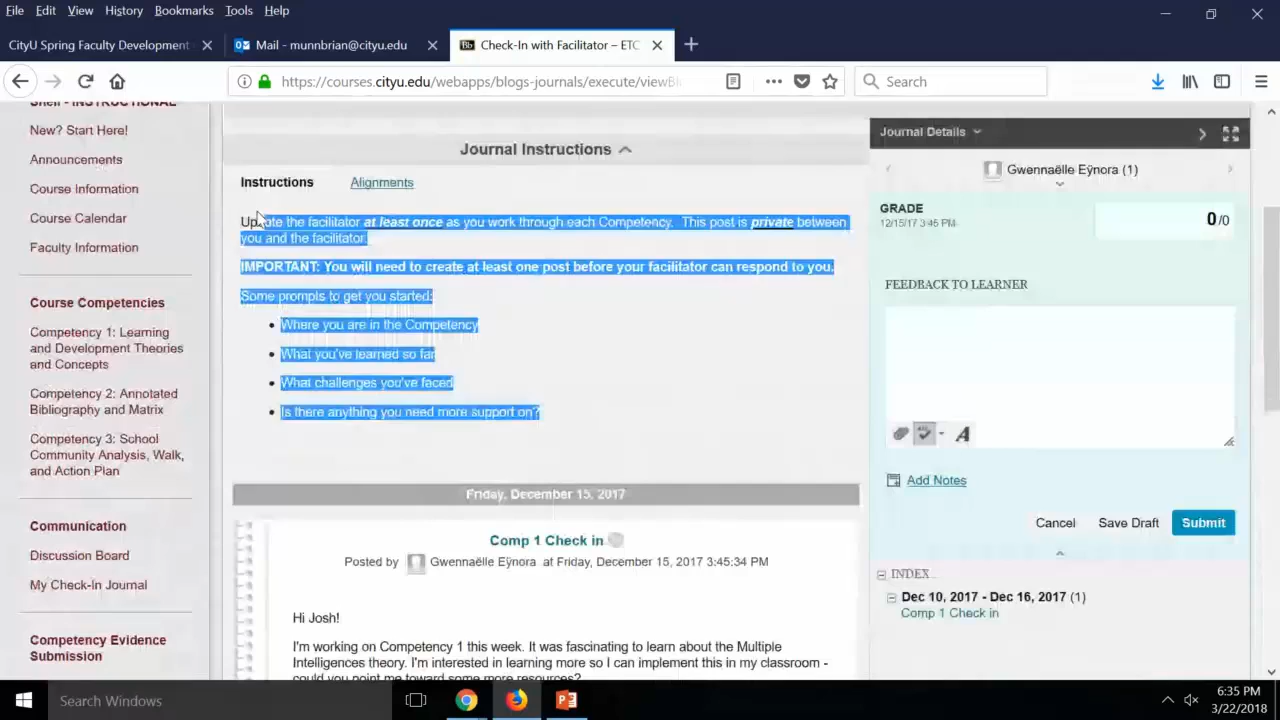 File Edit View History Bookmarks Tools Help
CityU Spring Faculty Development
Mail - munnbrian@cityu.edu
Check-In with Facilitator – ETC
https://courses.cityu.edu/webapps/blogs-journals/execute/viewBl
Search
Shell - INSTRUCTIONAL
New? Start Here!
Announcements
Course Information
Course Calendar
Faculty Information
Course Competencies
Competency 1: Learning
and Development Theories
and Concepts
Competency 2: Annotated
Bibliography and Matrix
Competency 3: School
Community Analysis, Walk,
and Action Plan
Communication
Discussion Board
My Check-In Journal
Competency Evidence
Submission
Journal Instructions
Instructions Alignments
Update the facilitator at least once as you work through each Competency. This post is private between
you and the facilitator.
IMPORTANT: You will need to create at least one post before your facilitator can respond to you.
Some prompts to get you started:
• Where you are in the Competency
• What you've learned so far
• What challenges you've faced
• Is there anything you need more support on?
Friday, December 15, 2017
Comp 1 Check in
Posted by Gwennaëlle Eÿnora at Friday, December 15, 2017 3:45:34 PM
Hi Josh!
I'm working on Competency 1 this week. It was fascinating to learn about the Multiple
Intelligences theory. I'm interested in learning more so I can implement this in my classroom -
could you point me toward some more resources?
Journal Details
Gwennaëlle Eÿnora (1)
GRADE
12/15/17 3:45 PM
0/0
FEEDBACK TO LEARNER
Add Notes
Cancel Save Draft Submit
INDEX
Dec 10, 2017 - Dec 16, 2017 (1)
Comp 1 Check in
Search Windows
6:35 PM
3/22/2018